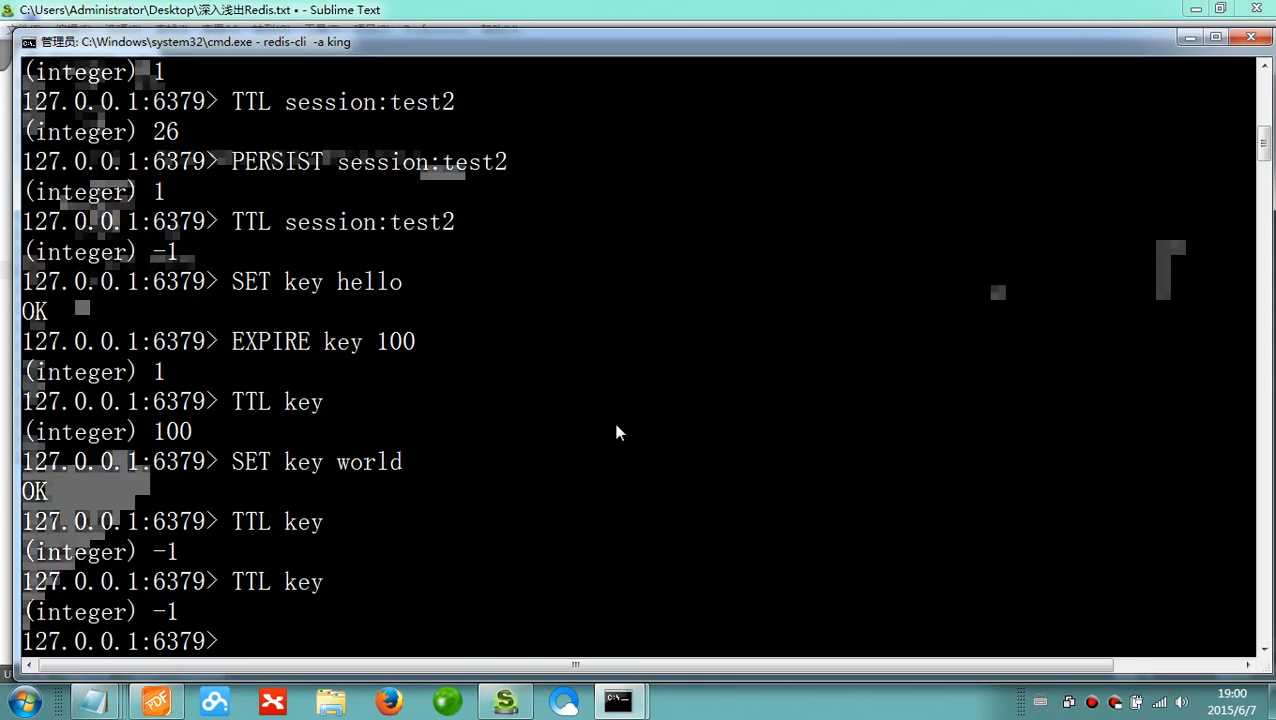 C:\Users\Administrator\Desktop\深入浅出Redis.txt • - Sublime Text
管理员: C:\Windows\system32\cmd.exe - redis-cli -a king
(integer) 1
127.0.0.1:6379> TTL session:test2
(integer) 26
127.0.0.1:6379> PERSIST session:test2
(integer) 1
127.0.0.1:6379> TTL session:test2
(integer) -1
127.0.0.1:6379> SET key hello
OK
127.0.0.1:6379> EXPIRE key 100
(integer) 1
127.0.0.1:6379> TTL key
(integer) 100
127.0.0.1:6379> SET key world
OK
127.0.0.1:6379> TTL key
(integer) -1
127.0.0.1:6379> TTL key
(integer) -1
127.0.0.1:6379>
PDF
19:00
2015/6/7